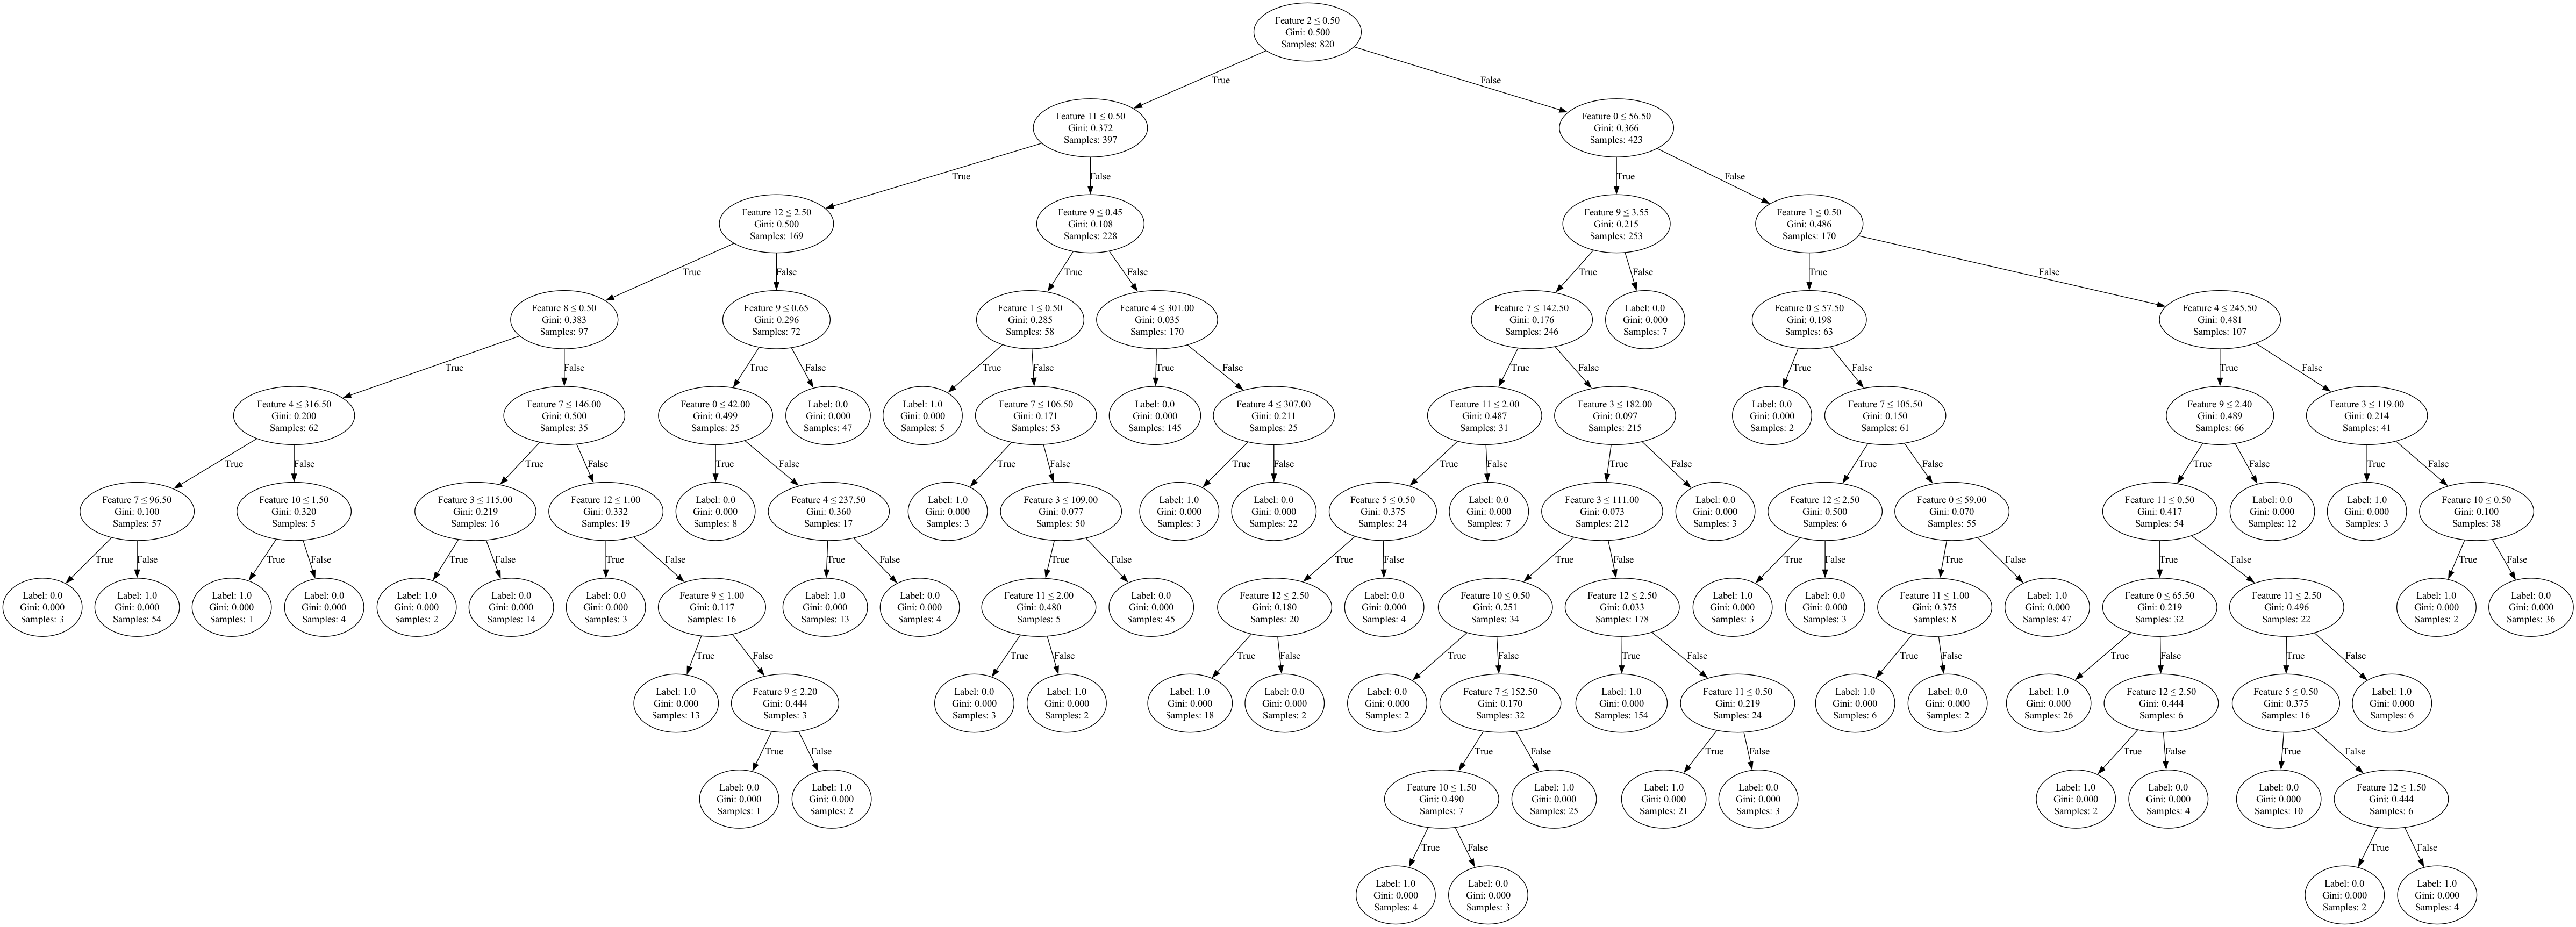 Feature 2 ≤ 0.50
Gini: 0.500
Samples: 820
True
False
Feature 11 ≤ 0.50
Gini: 0.372
Samples: 397
Feature 0 ≤ 56.50
Gini: 0.366
Samples: 423
True
False
True
False
Feature 12 ≤ 2.50
Gini: 0.500
Samples: 169
Feature 9 ≤ 0.45
Gini: 0.108
Samples: 228
Feature 9 ≤ 3.55
Gini: 0.215
Samples: 253
Feature 1 ≤ 0.50
Gini: 0.486
Samples: 170
True
False
True
False
True
False
True
False
Feature 8 ≤ 0.50
Gini: 0.383
Samples: 97
Feature 9 ≤ 0.65
Gini: 0.296
Samples: 72
Feature 1 ≤ 0.50
Gini: 0.285
Samples: 58
Feature 4 ≤ 301.00
Gini: 0.035
Samples: 170
Feature 7 ≤ 142.50
Gini: 0.176
Samples: 246
Label: 0.0
Gini: 0.000
Samples: 7
Feature 0 ≤ 57.50
Gini: 0.198
Samples: 63
Feature 4 ≤ 245.50
Gini: 0.481
Samples: 107
True
False
True
False
True
False
True
False
True
False
True
False
True
False
Feature 4 ≤ 316.50
Gini: 0.200
Samples: 62
Feature 7 ≤ 146.00
Gini: 0.500
Samples: 35
Feature 0 ≤ 42.00
Gini: 0.499
Samples: 25
Label: 0.0
Gini: 0.000
Samples: 47
Label: 1.0
Gini: 0.000
Samples: 5
Feature 7 ≤ 106.50
Gini: 0.171
Samples: 53
Label: 0.0
Gini: 0.000
Samples: 145
Feature 4 ≤ 307.00
Gini: 0.211
Samples: 25
Feature 11 ≤ 2.00
Gini: 0.487
Samples: 31
Feature 3 ≤ 182.00
Gini: 0.097
Samples: 215
Label: 0.0
Gini: 0.000
Samples: 2
Feature 7 ≤ 105.50
Gini: 0.150
Samples: 61
Feature 9 ≤ 2.40
Gini: 0.489
Samples: 66
Feature 3 ≤ 119.00
Gini: 0.214
Samples: 41
True
False
True
False
True
False
True
False
True
False
True
False
True
False
True
False
True
False
True
False
Feature 7 ≤ 96.50
Gini: 0.100
Samples: 57
Feature 10 ≤ 1.50
Gini: 0.320
Samples: 5
Feature 3 ≤ 115.00
Gini: 0.219
Samples: 16
Feature 12 ≤ 1.00
Gini: 0.332
Samples: 19
Label: 0.0
Gini: 0.000
Samples: 8
Feature 4 ≤ 237.50
Gini: 0.360
Samples: 17
Label: 1.0
Gini: 0.000
Samples: 3
Feature 3 ≤ 109.00
Gini: 0.077
Samples: 50
Label: 1.0
Gini: 0.000
Samples: 3
Label: 0.0
Gini: 0.000
Samples: 22
Feature 5 ≤ 0.50
Gini: 0.375
Samples: 24
Label: 0.0
Gini: 0.000
Samples: 7
Feature 3 ≤ 111.00
Gini: 0.073
Samples: 212
Label: 0.0
Gini: 0.000
Samples: 3
Feature 12 ≤ 2.50
Gini: 0.500
Samples: 6
Feature 0 ≤ 59.00
Gini: 0.070
Samples: 55
Feature 11 ≤ 0.50
Gini: 0.417
Samples: 54
Label: 0.0
Gini: 0.000
Samples: 12
Label: 1.0
Gini: 0.000
Samples: 3
Feature 10 ≤ 0.50
Gini: 0.100
Samples: 38
True
False
True
False
True
False
True
False
True
False
True
False
True
False
True
False
True
False
True
False
True
False
True
False
Label: 0.0
Gini: 0.000
Samples: 3
Label: 1.0
Gini: 0.000
Samples: 54
Label: 1.0
Gini: 0.000
Samples: 1
Label: 0.0
Gini: 0.000
Samples: 4
Label: 1.0
Gini: 0.000
Samples: 2
Label: 0.0
Gini: 0.000
Samples: 14
Label: 0.0
Gini: 0.000
Samples: 3
Feature 9 ≤ 1.00
Gini: 0.117
Samples: 16
Label: 1.0
Gini: 0.000
Samples: 13
Label: 0.0
Gini: 0.000
Samples: 4
Feature 11 ≤ 2.00
Gini: 0.480
Samples: 5
Label: 0.0
Gini: 0.000
Samples: 45
Feature 12 ≤ 2.50
Gini: 0.180
Samples: 20
Label: 0.0
Gini: 0.000
Samples: 4
Feature 10 ≤ 0.50
Gini: 0.251
Samples: 34
Feature 12 ≤ 2.50
Gini: 0.033
Samples: 178
Label: 1.0
Gini: 0.000
Samples: 3
Label: 0.0
Gini: 0.000
Samples: 3
Feature 11 ≤ 1.00
Gini: 0.375
Samples: 8
Label: 1.0
Gini: 0.000
Samples: 47
Feature 0 ≤ 65.50
Gini: 0.219
Samples: 32
Feature 11 ≤ 2.50
Gini: 0.496
Samples: 22
Label: 1.0
Gini: 0.000
Samples: 2
Label: 0.0
Gini: 0.000
Samples: 36
True
False
True
False
True
False
True
False
True
False
True
False
True
False
True
False
Label: 1.0
Gini: 0.000
Samples: 13
Feature 9 ≤ 2.20
Gini: 0.444
Samples: 3
Label: 0.0
Gini: 0.000
Samples: 3
Label: 1.0
Gini: 0.000
Samples: 2
Label: 1.0
Gini: 0.000
Samples: 18
Label: 0.0
Gini: 0.000
Samples: 2
Label: 0.0
Gini: 0.000
Samples: 2
Feature 7 ≤ 152.50
Gini: 0.170
Samples: 32
Label: 1.0
Gini: 0.000
Samples: 154
Feature 11 ≤ 0.50
Gini: 0.219
Samples: 24
Label: 1.0
Gini: 0.000
Samples: 6
Label: 0.0
Gini: 0.000
Samples: 2
Label: 1.0
Gini: 0.000
Samples: 26
Feature 12 ≤ 2.50
Gini: 0.444
Samples: 6
Feature 5 ≤ 0.50
Gini: 0.375
Samples: 16
Label: 1.0
Gini: 0.000
Samples: 6
True
False
True
False
True
False
True
False
True
False
Label: 0.0
Gini: 0.000
Samples: 1
Label: 1.0
Gini: 0.000
Samples: 2
Feature 10 ≤ 1.50
Gini: 0.490
Samples: 7
Label: 1.0
Gini: 0.000
Samples: 25
Label: 1.0
Gini: 0.000
Samples: 21
Label: 0.0
Gini: 0.000
Samples: 3
Label: 1.0
Gini: 0.000
Samples: 2
Label: 0.0
Gini: 0.000
Samples: 4
Label: 0.0
Gini: 0.000
Samples: 10
Feature 12 ≤ 1.50
Gini: 0.444
Samples: 6
True
False
True
False
Label: 1.0
Gini: 0.000
Samples: 4
Label: 0.0
Gini: 0.000
Samples: 3
Label: 0.0
Gini: 0.000
Samples: 2
Label: 1.0
Gini: 0.000
Samples: 4